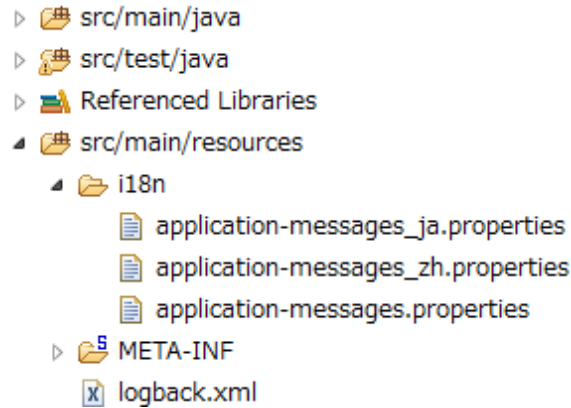 src/main/java
src/test/java
Referenced Libraries
src/main/resources
i18n
application-messages_ja.properties
application-messages_zh.properties
application-messages.properties
META-INF
logback.xml